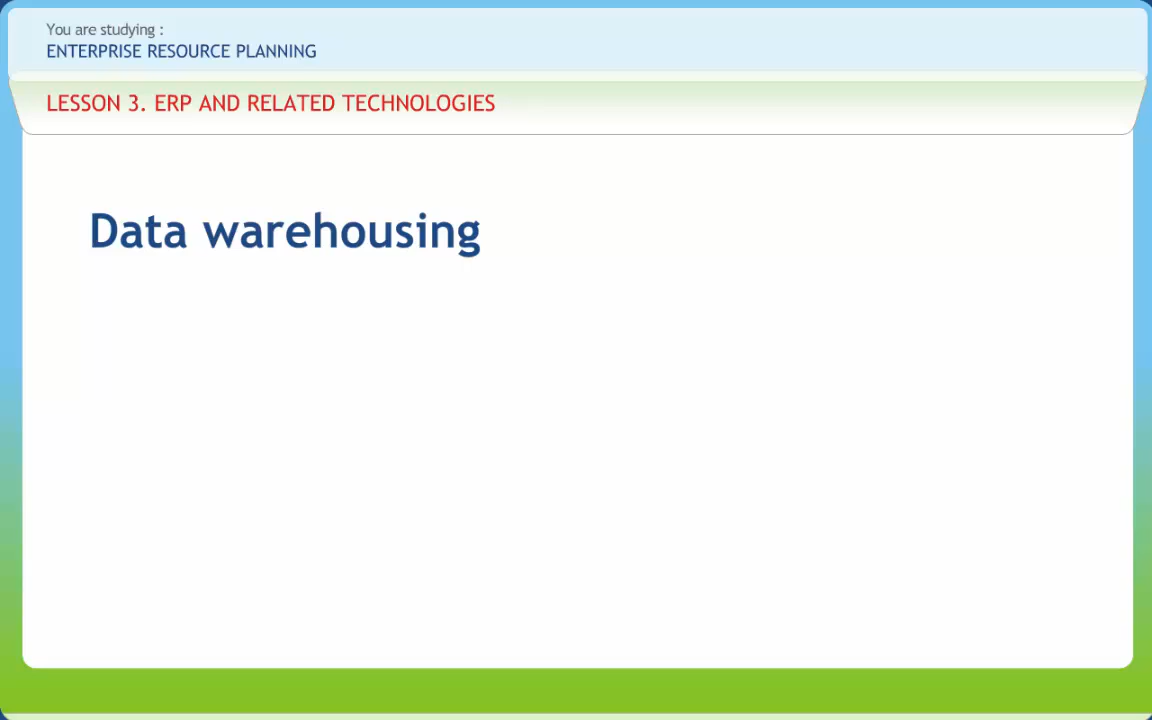 You are studying :
ENTERPRISE RESOURCE PLANNING
LESSON 3. ERP AND RELATED TECHNOLOGIES
Data warehousing